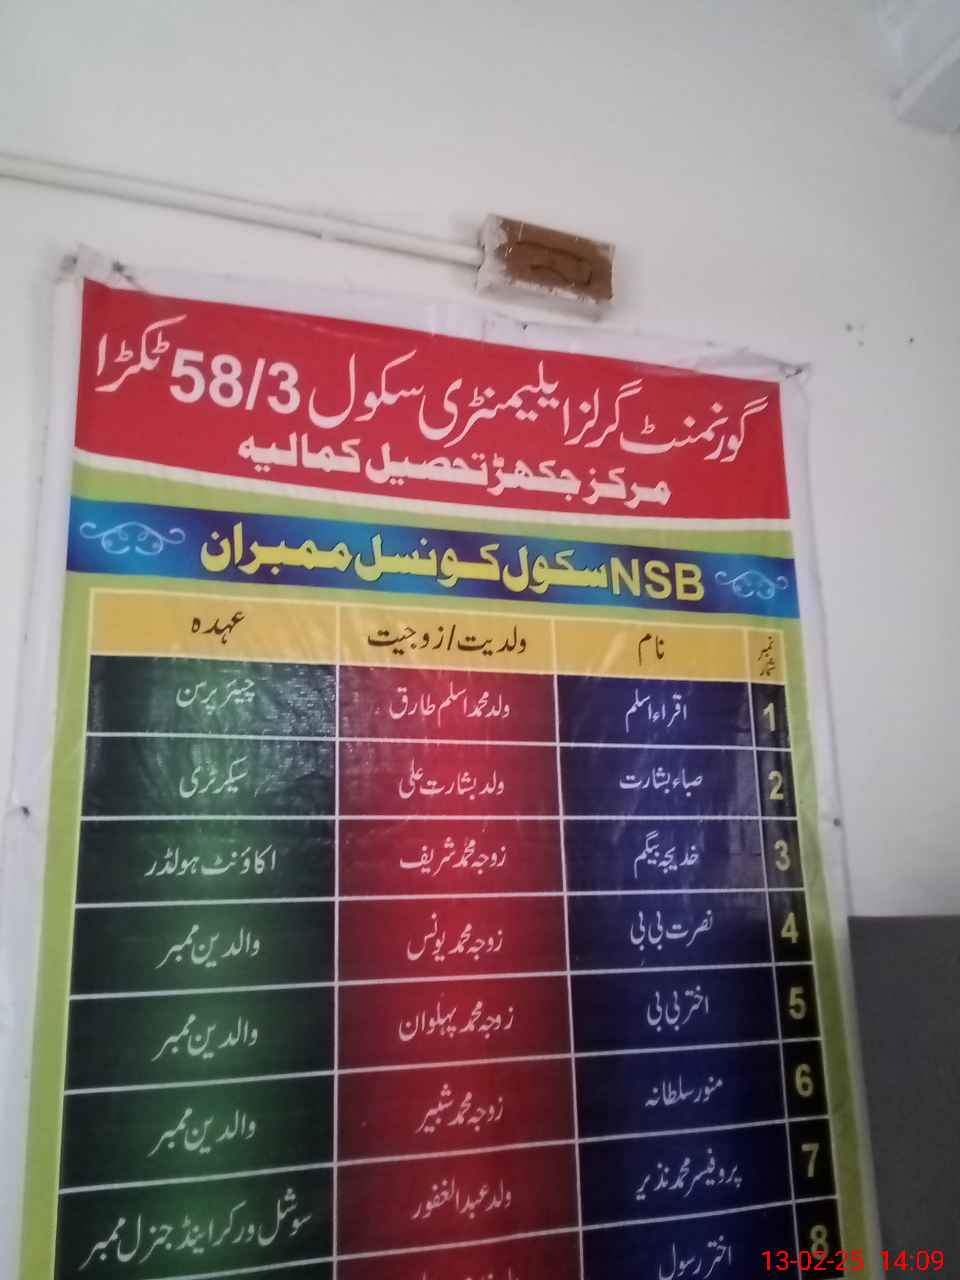 گورنمنٹ گرلز ایلیمنٹری سکول 58/3 ٹکڑا
مرکز جکھڑ تحصیل کمالیہ
NSB سکول کونسل ممبران
نمبر شمار نام ولدیت/زوجیت عہدہ
1 اقراء اسلم ولد محمد اسلم طارق چیئر پرسن
2 صباء بشارت ولد بشارت علی سیکرٹری
3 خدیجہ بیگم زوجہ محمد شریف اکاؤنٹ ہولڈر
4 نصرت بی بی زوجہ محمد یونس والدین ممبر
5 اختر بی بی زوجہ محمد پہلوان والدین ممبر
6 منور سلطانہ زوجہ محمد شبیر والدین ممبر
7 پروفیسر محمد نذیر ولد عبدالغفور سوشل ورکر اینڈ جنرل ممبر
8 اختر رسول
13-02-25 14:09